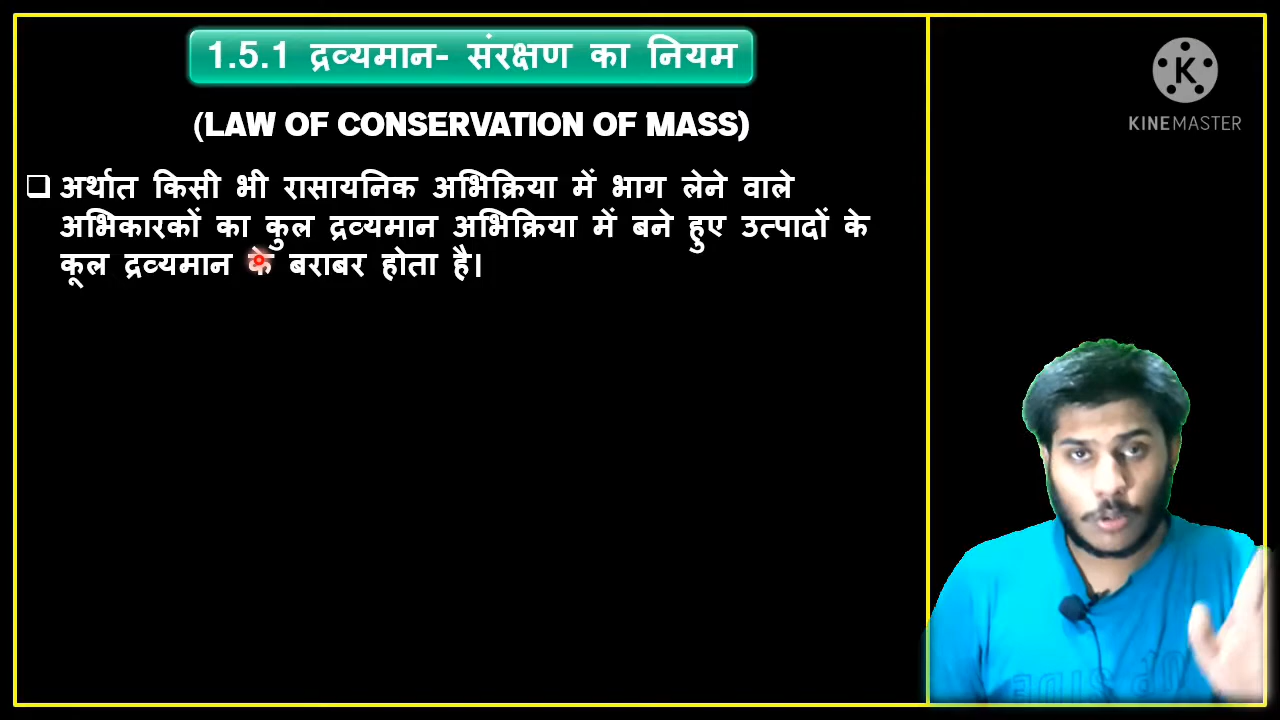 1.5.1 द्रव्यमान- संरक्षण का नियम
(LAW OF CONSERVATION OF MASS)
अर्थात किसी भी रासायनिक अभिक्रिया में भाग लेने वाले
अभिकारकों का कुल द्रव्यमान अभिक्रिया में बने हुए उत्पादों के
कूल द्रव्यमान के बराबर होता है।
K
KINEMASTER